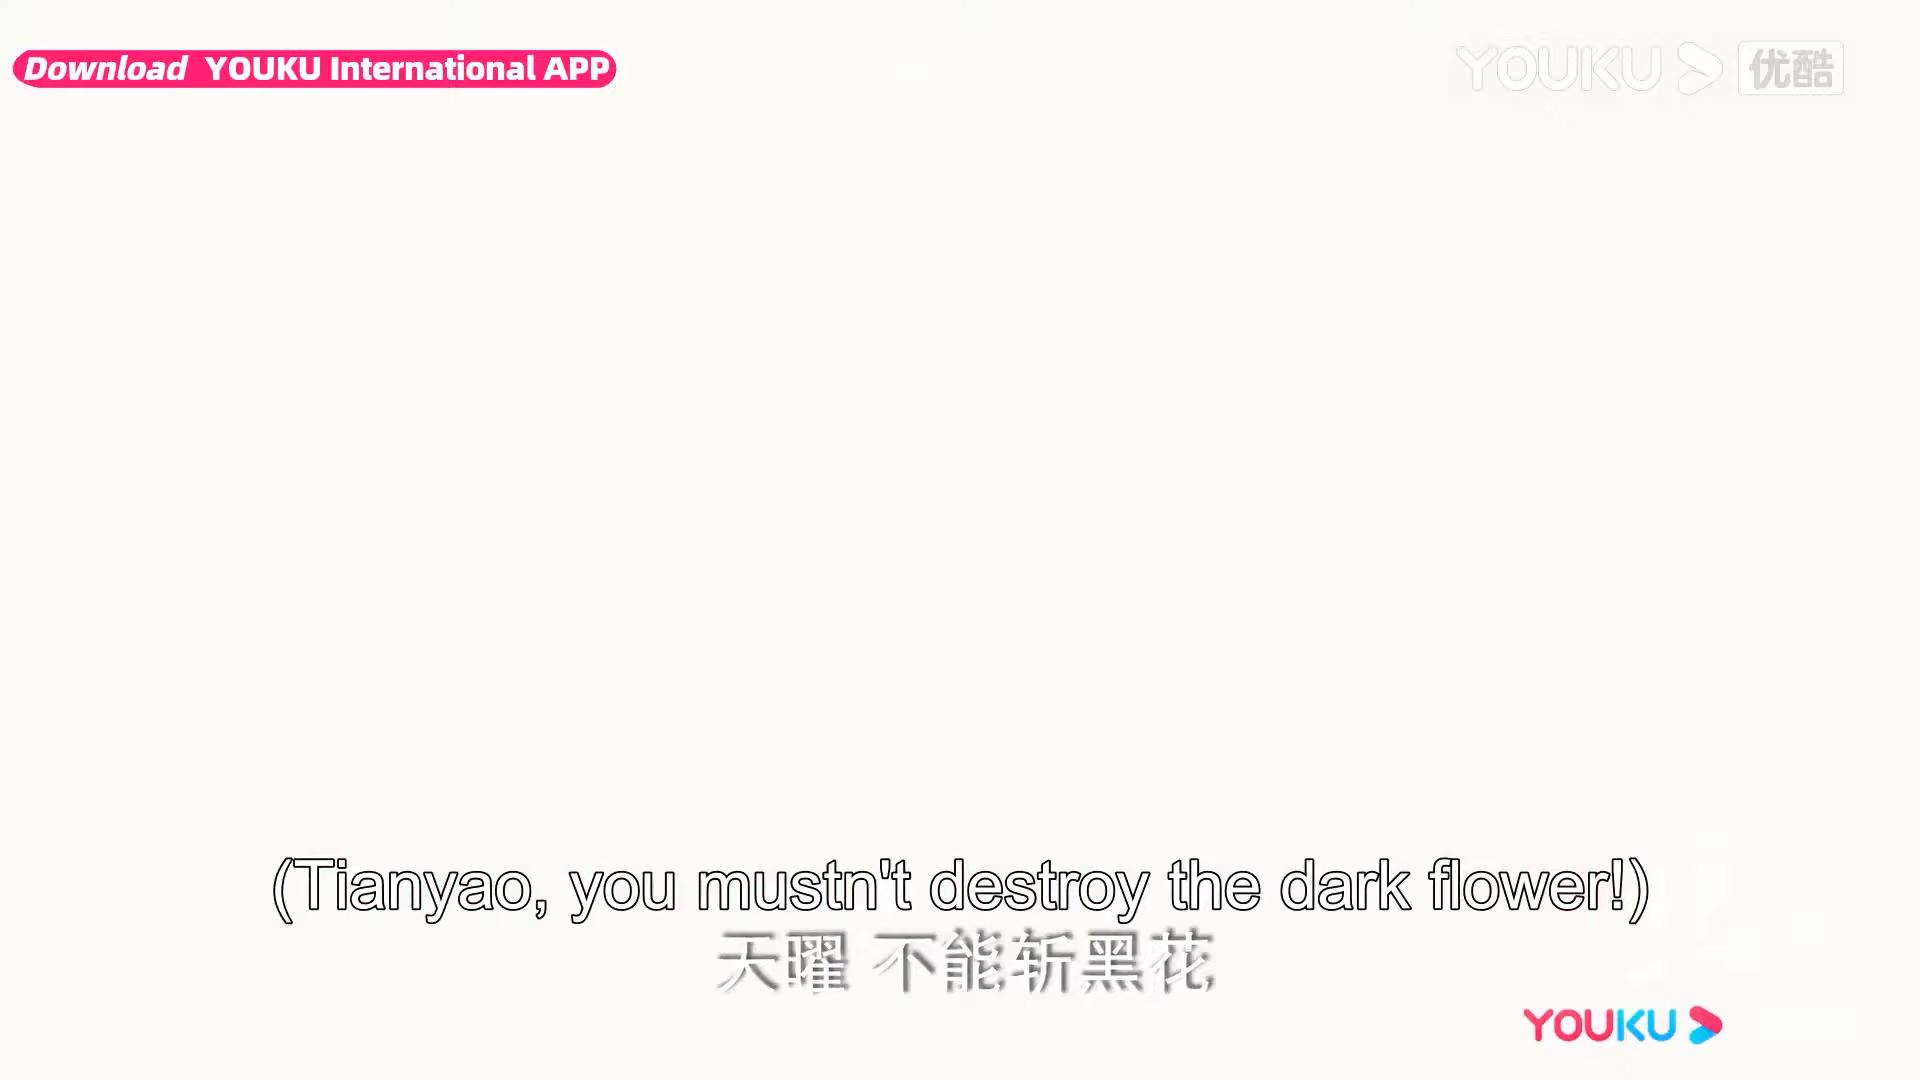 Download YOUKU International APP
YOUKU 优酷
(Tianyao, you mustn't destroy the dark flower!)
天曜 不能斩黑花
YOUKU